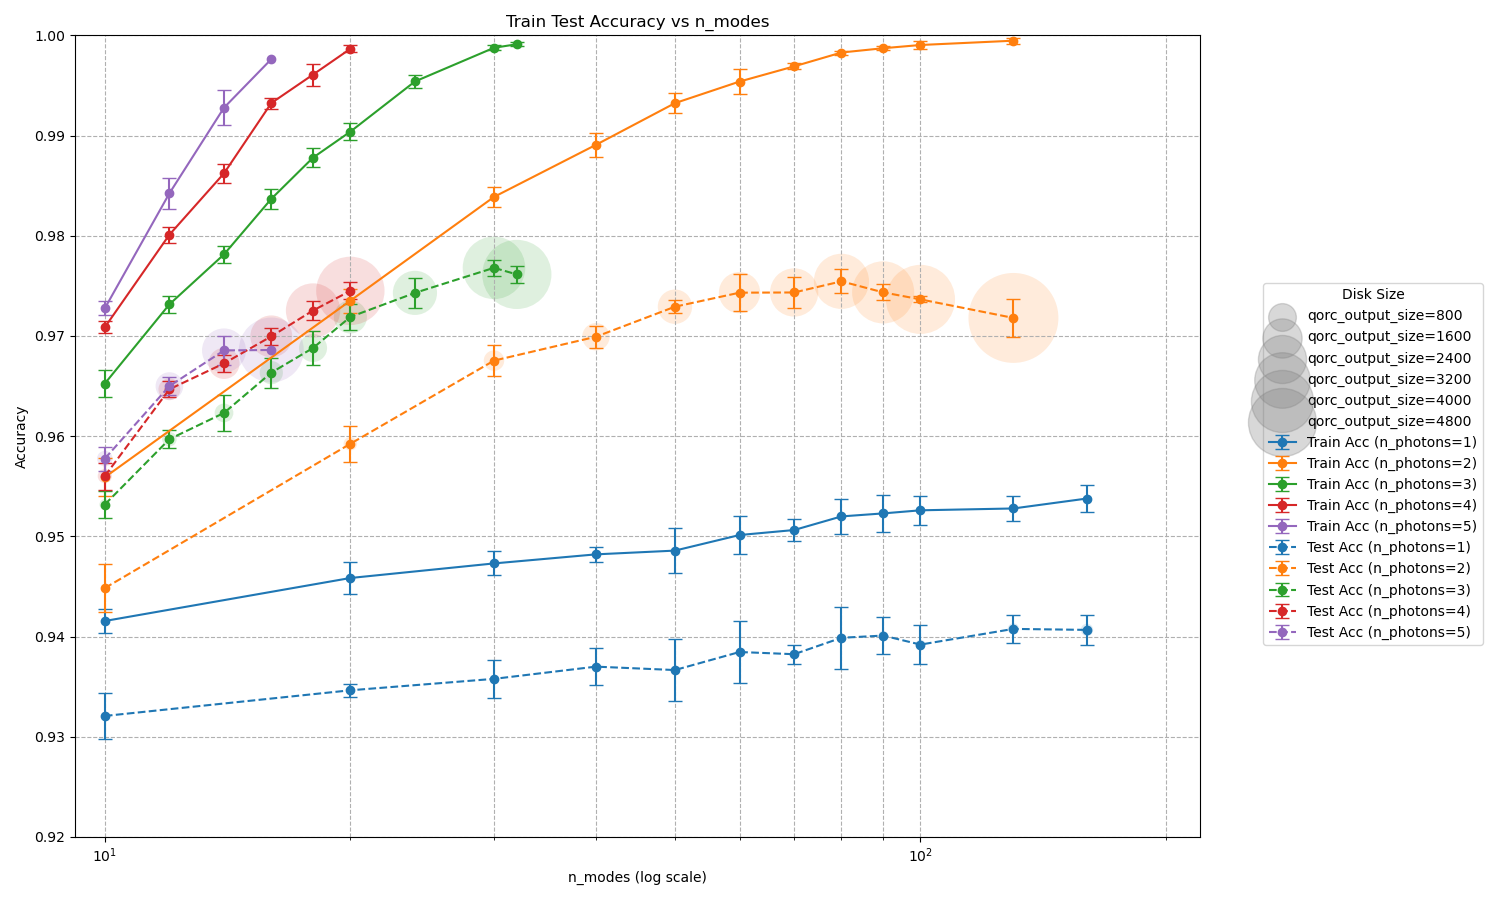 Train Test Accuracy vs n_modes
1.00
0.99
0.98
0.97
0.96
0.95
0.94
0.93
0.92
Accuracy
10¹
10²
n_modes (log scale)
Disk Size
qorc_output_size=800
qorc_output_size=1600
qorc_output_size=2400
qorc_output_size=3200
qorc_output_size=4000
qorc_output_size=4800
Train Acc (n_photons=1)
Train Acc (n_photons=2)
Train Acc (n_photons=3)
Train Acc (n_photons=4)
Train Acc (n_photons=5)
Test Acc (n_photons=1)
Test Acc (n_photons=2)
Test Acc (n_photons=3)
Test Acc (n_photons=4)
Test Acc (n_photons=5)